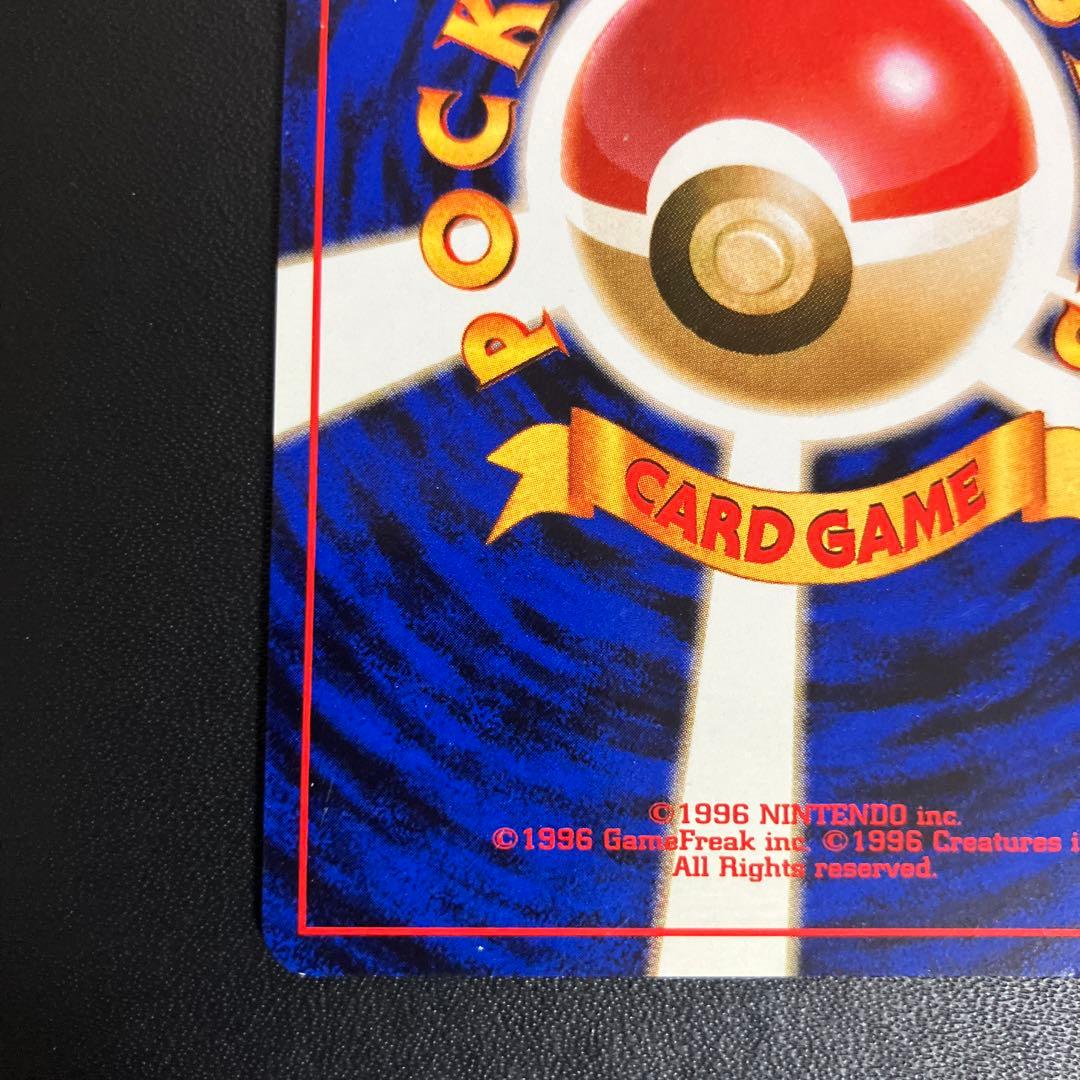 POCK
CARD GAME
©1996 NINTENDO inc.
©1996 GameFreak inc. ©1996 Creatures
All Rights reserved.